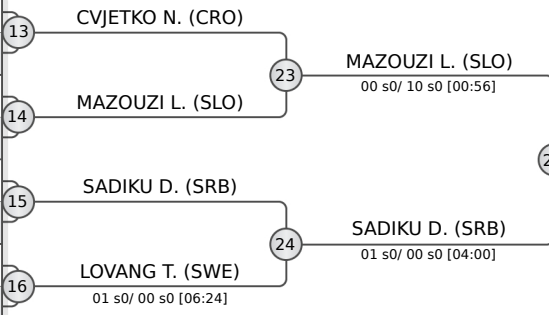 CVJETKO N. (CRO)
13
MAZOUZI L. (SLO)
23
00 s0/ 10 s0 [00:56]
MAZOUZI L. (SLO)
14
SADIKU D. (SRB)
15
SADIKU D. (SRB)
24
01 s0/ 00 s0 [04:00]
LOVANG T. (SWE)
16
01 s0/ 00 s0 [06:24]